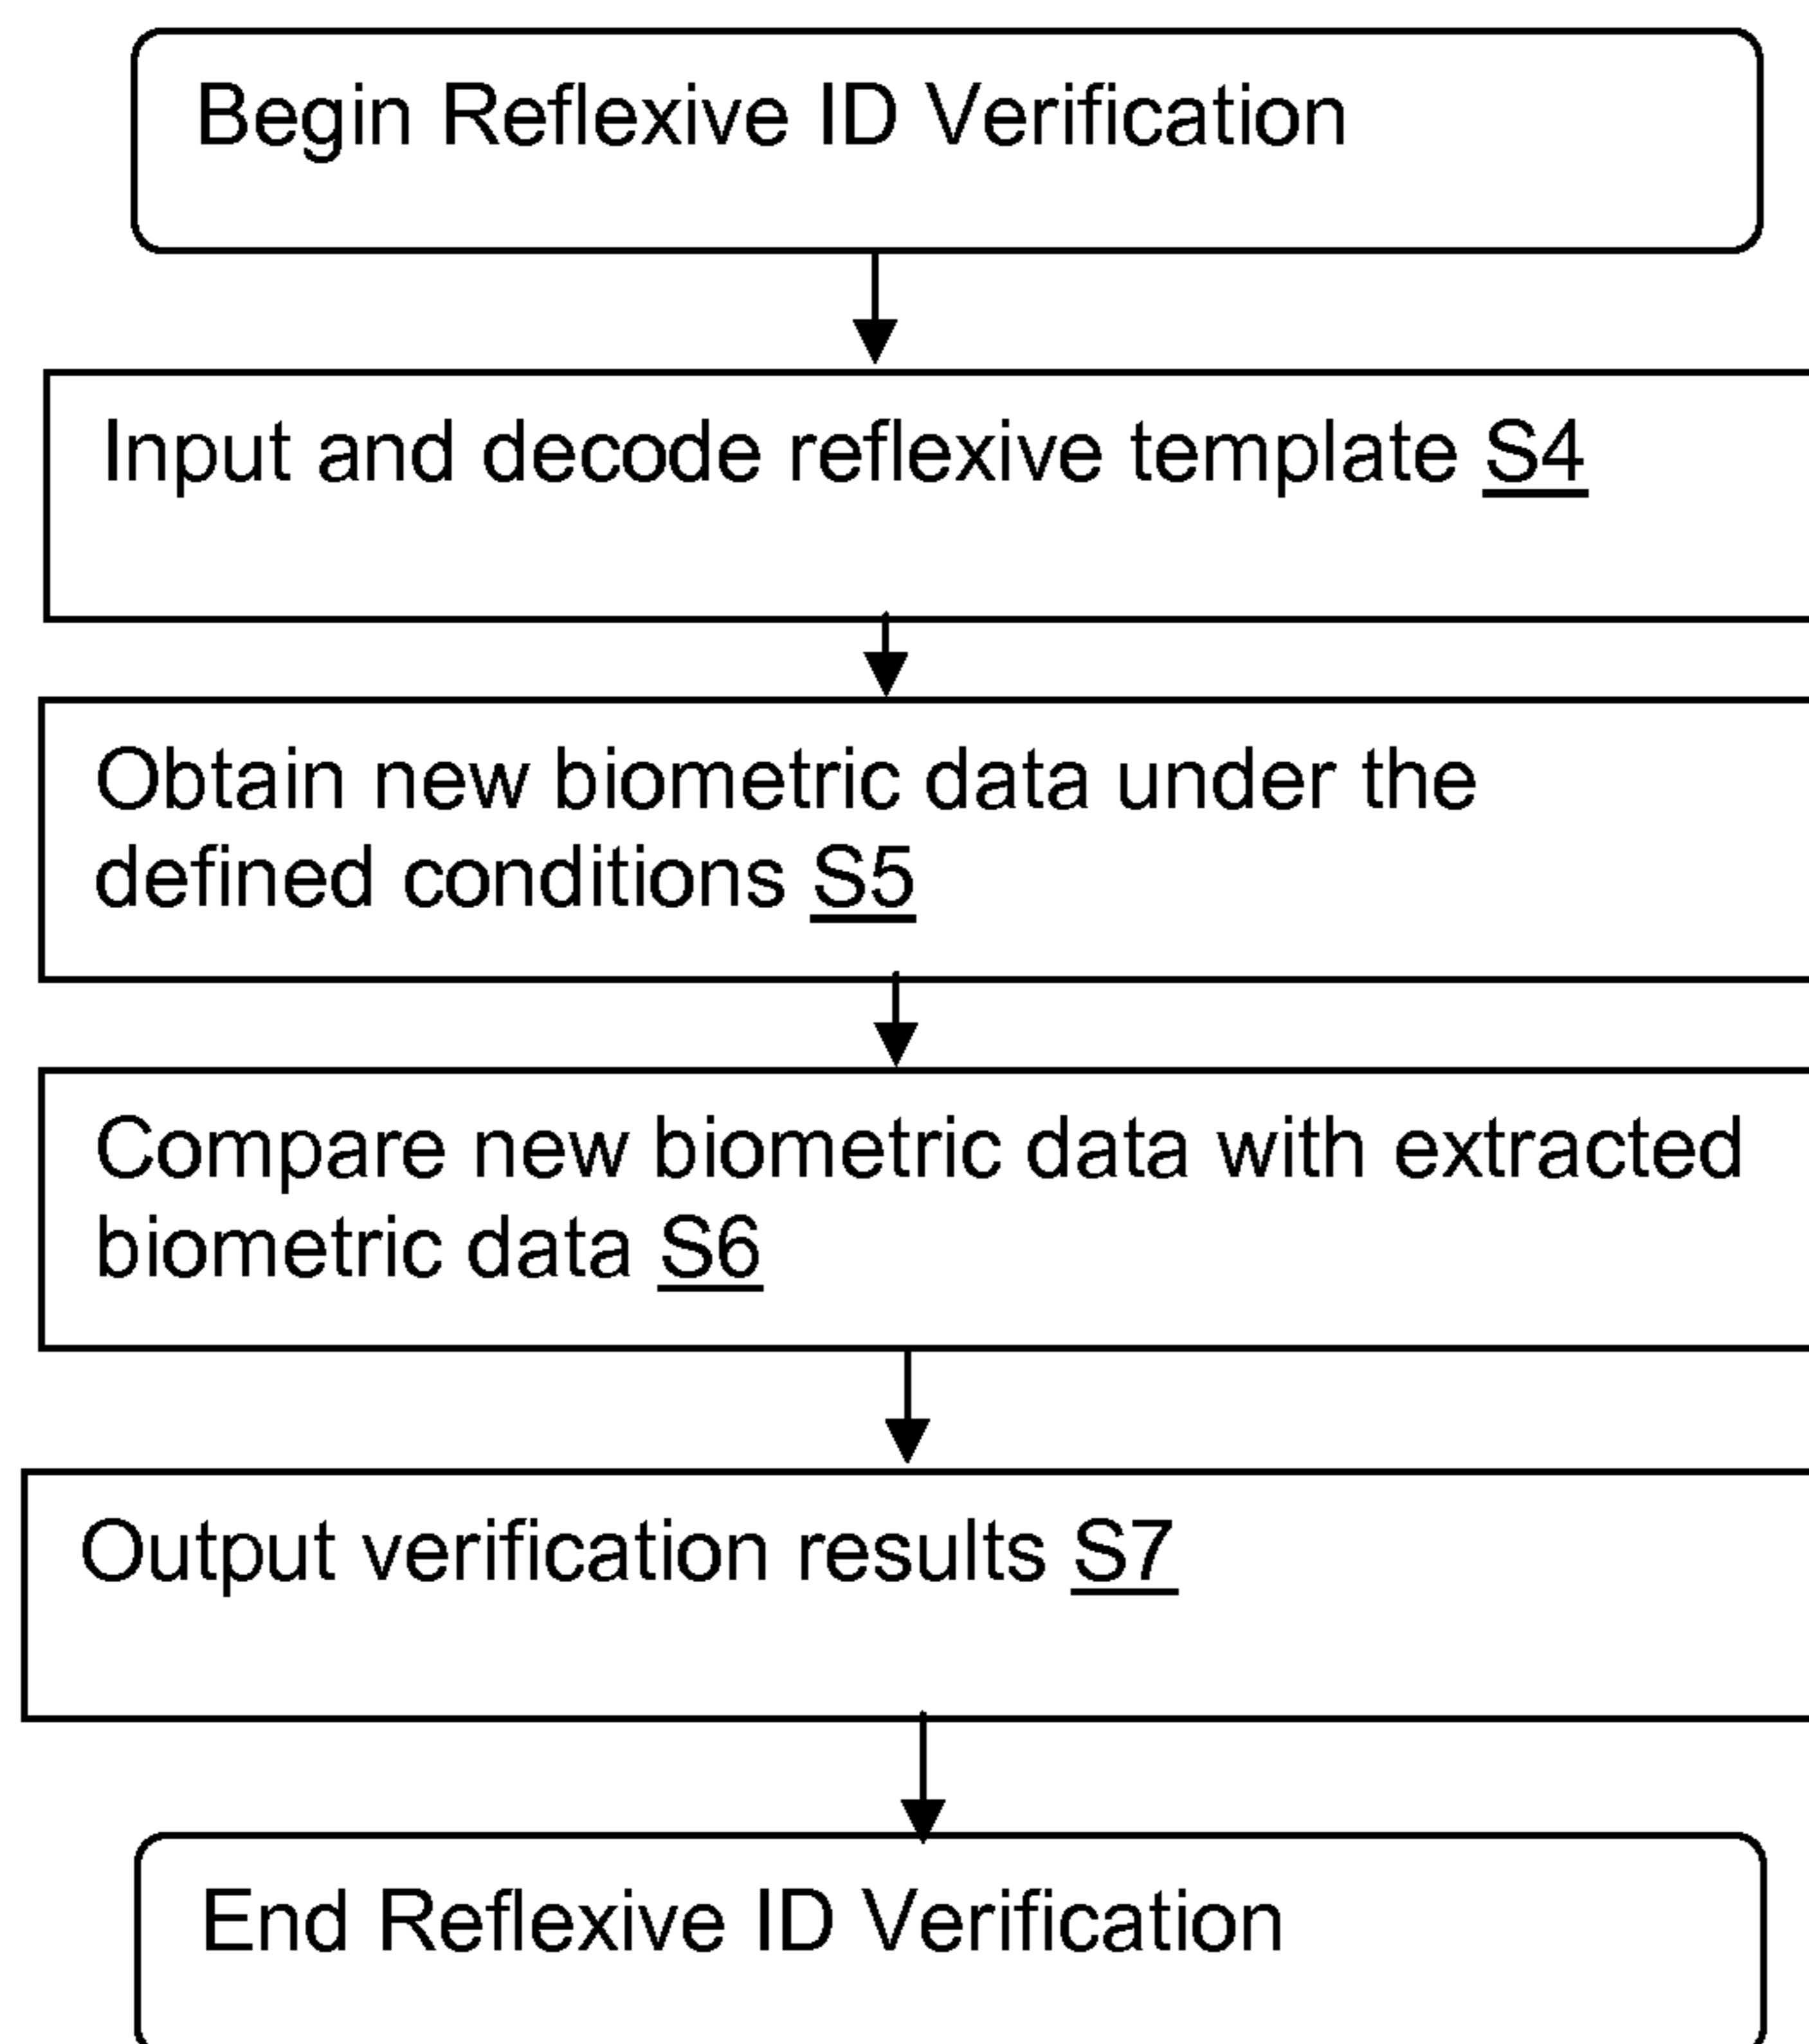 Begin Reflexive ID Verification
Input and decode reflexive template S4
Obtain new biometric data under the
defined conditions S5
Compare new biometric data with extracted
biometric data S6
Output verification results S7
End Reflexive ID Verification